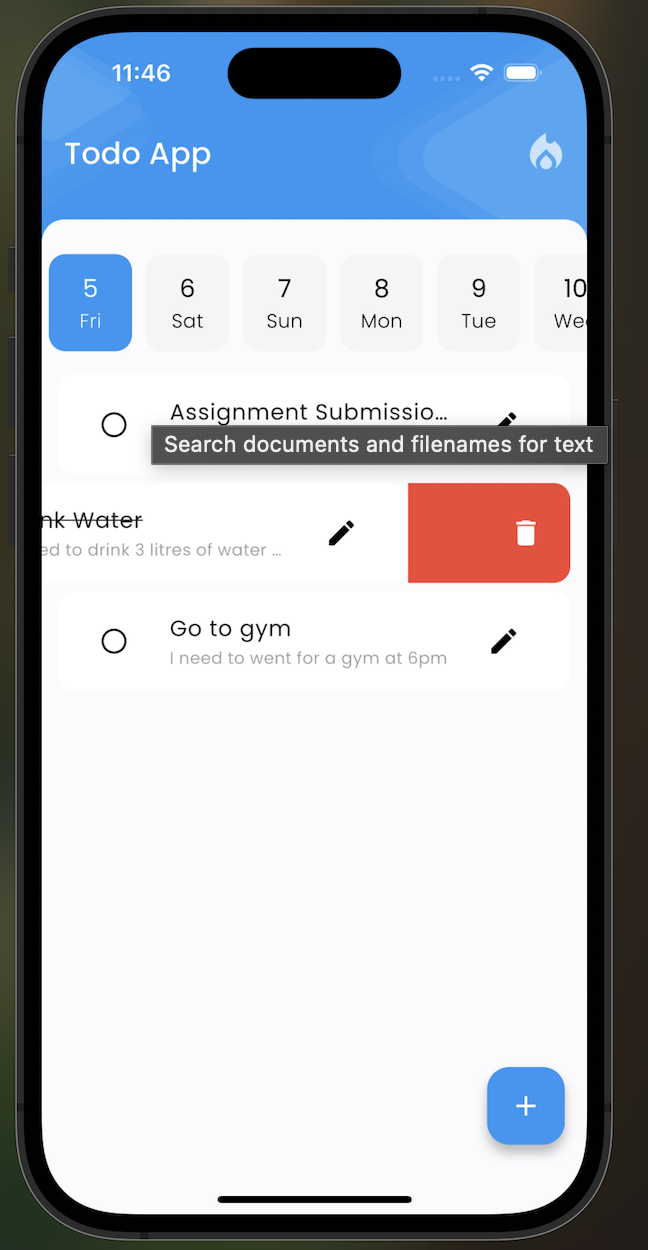 11:46
Todo App
5
Fri
6
Sat
7
Sun
8
Mon
9
Tue
10
We
Assignment Submissio...
Search documents and filenames for text
nk Water
ed to drink 3 litres of water ...
Go to gym
I need to went for a gym at 6pm